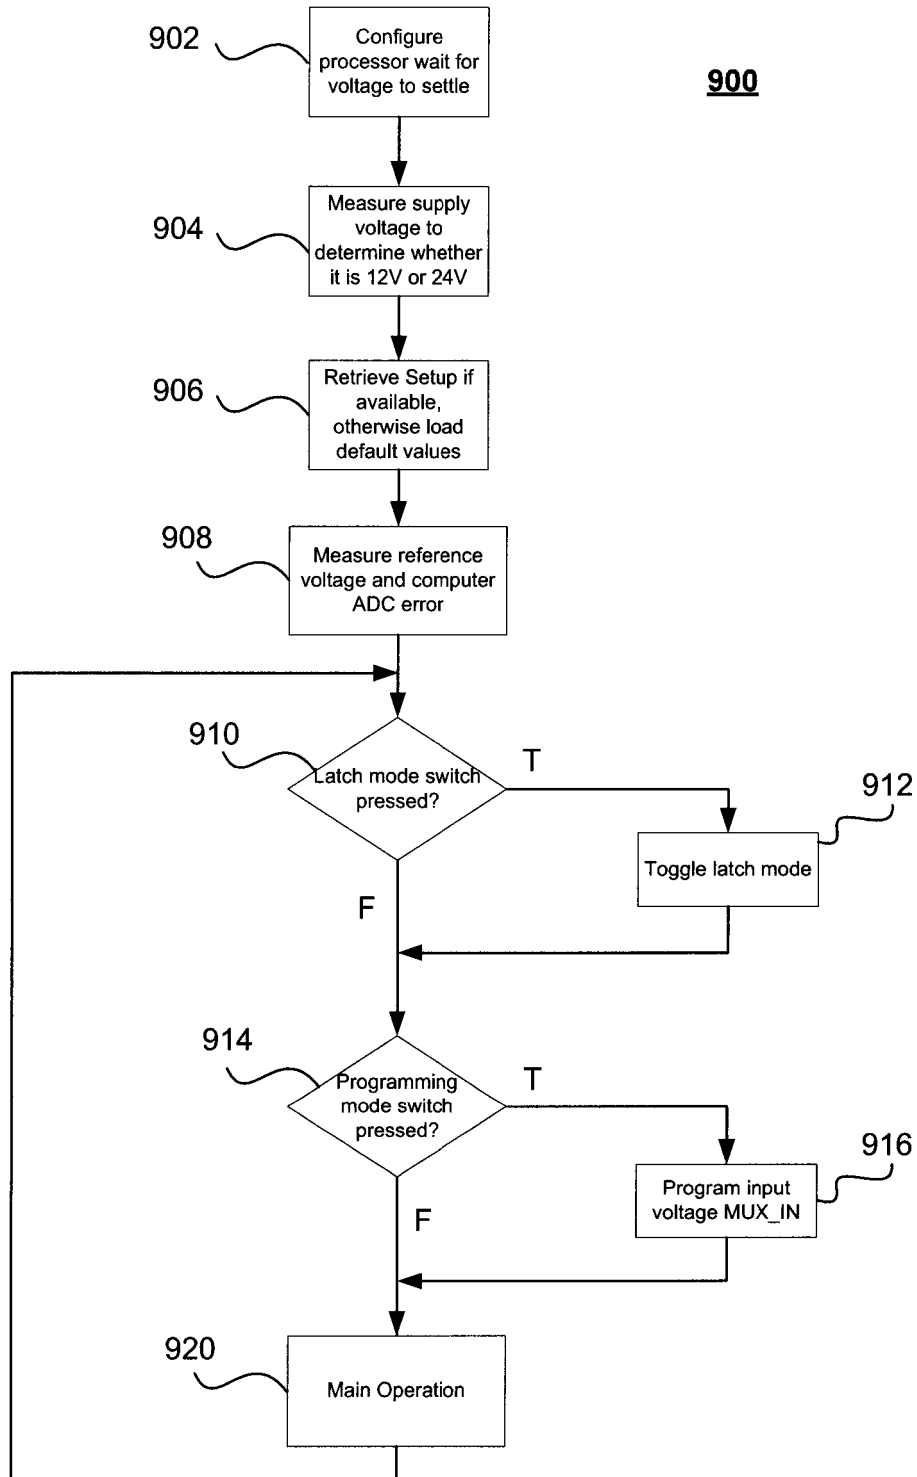 902
Configure
processor wait for
voltage to settle
900
904
Measure supply
voltage to
determine whether
it is 12V or 24V
906
Retrieve Setup if
available,
otherwise load
default values
908
Measure reference
voltage and computer
ADC error
910
Latch mode switch
pressed?
T
912
Toggle latch mode
F
914
Programming
mode switch
pressed?
T
916
Program input
voltage MUX_IN
F
920
Main Operation